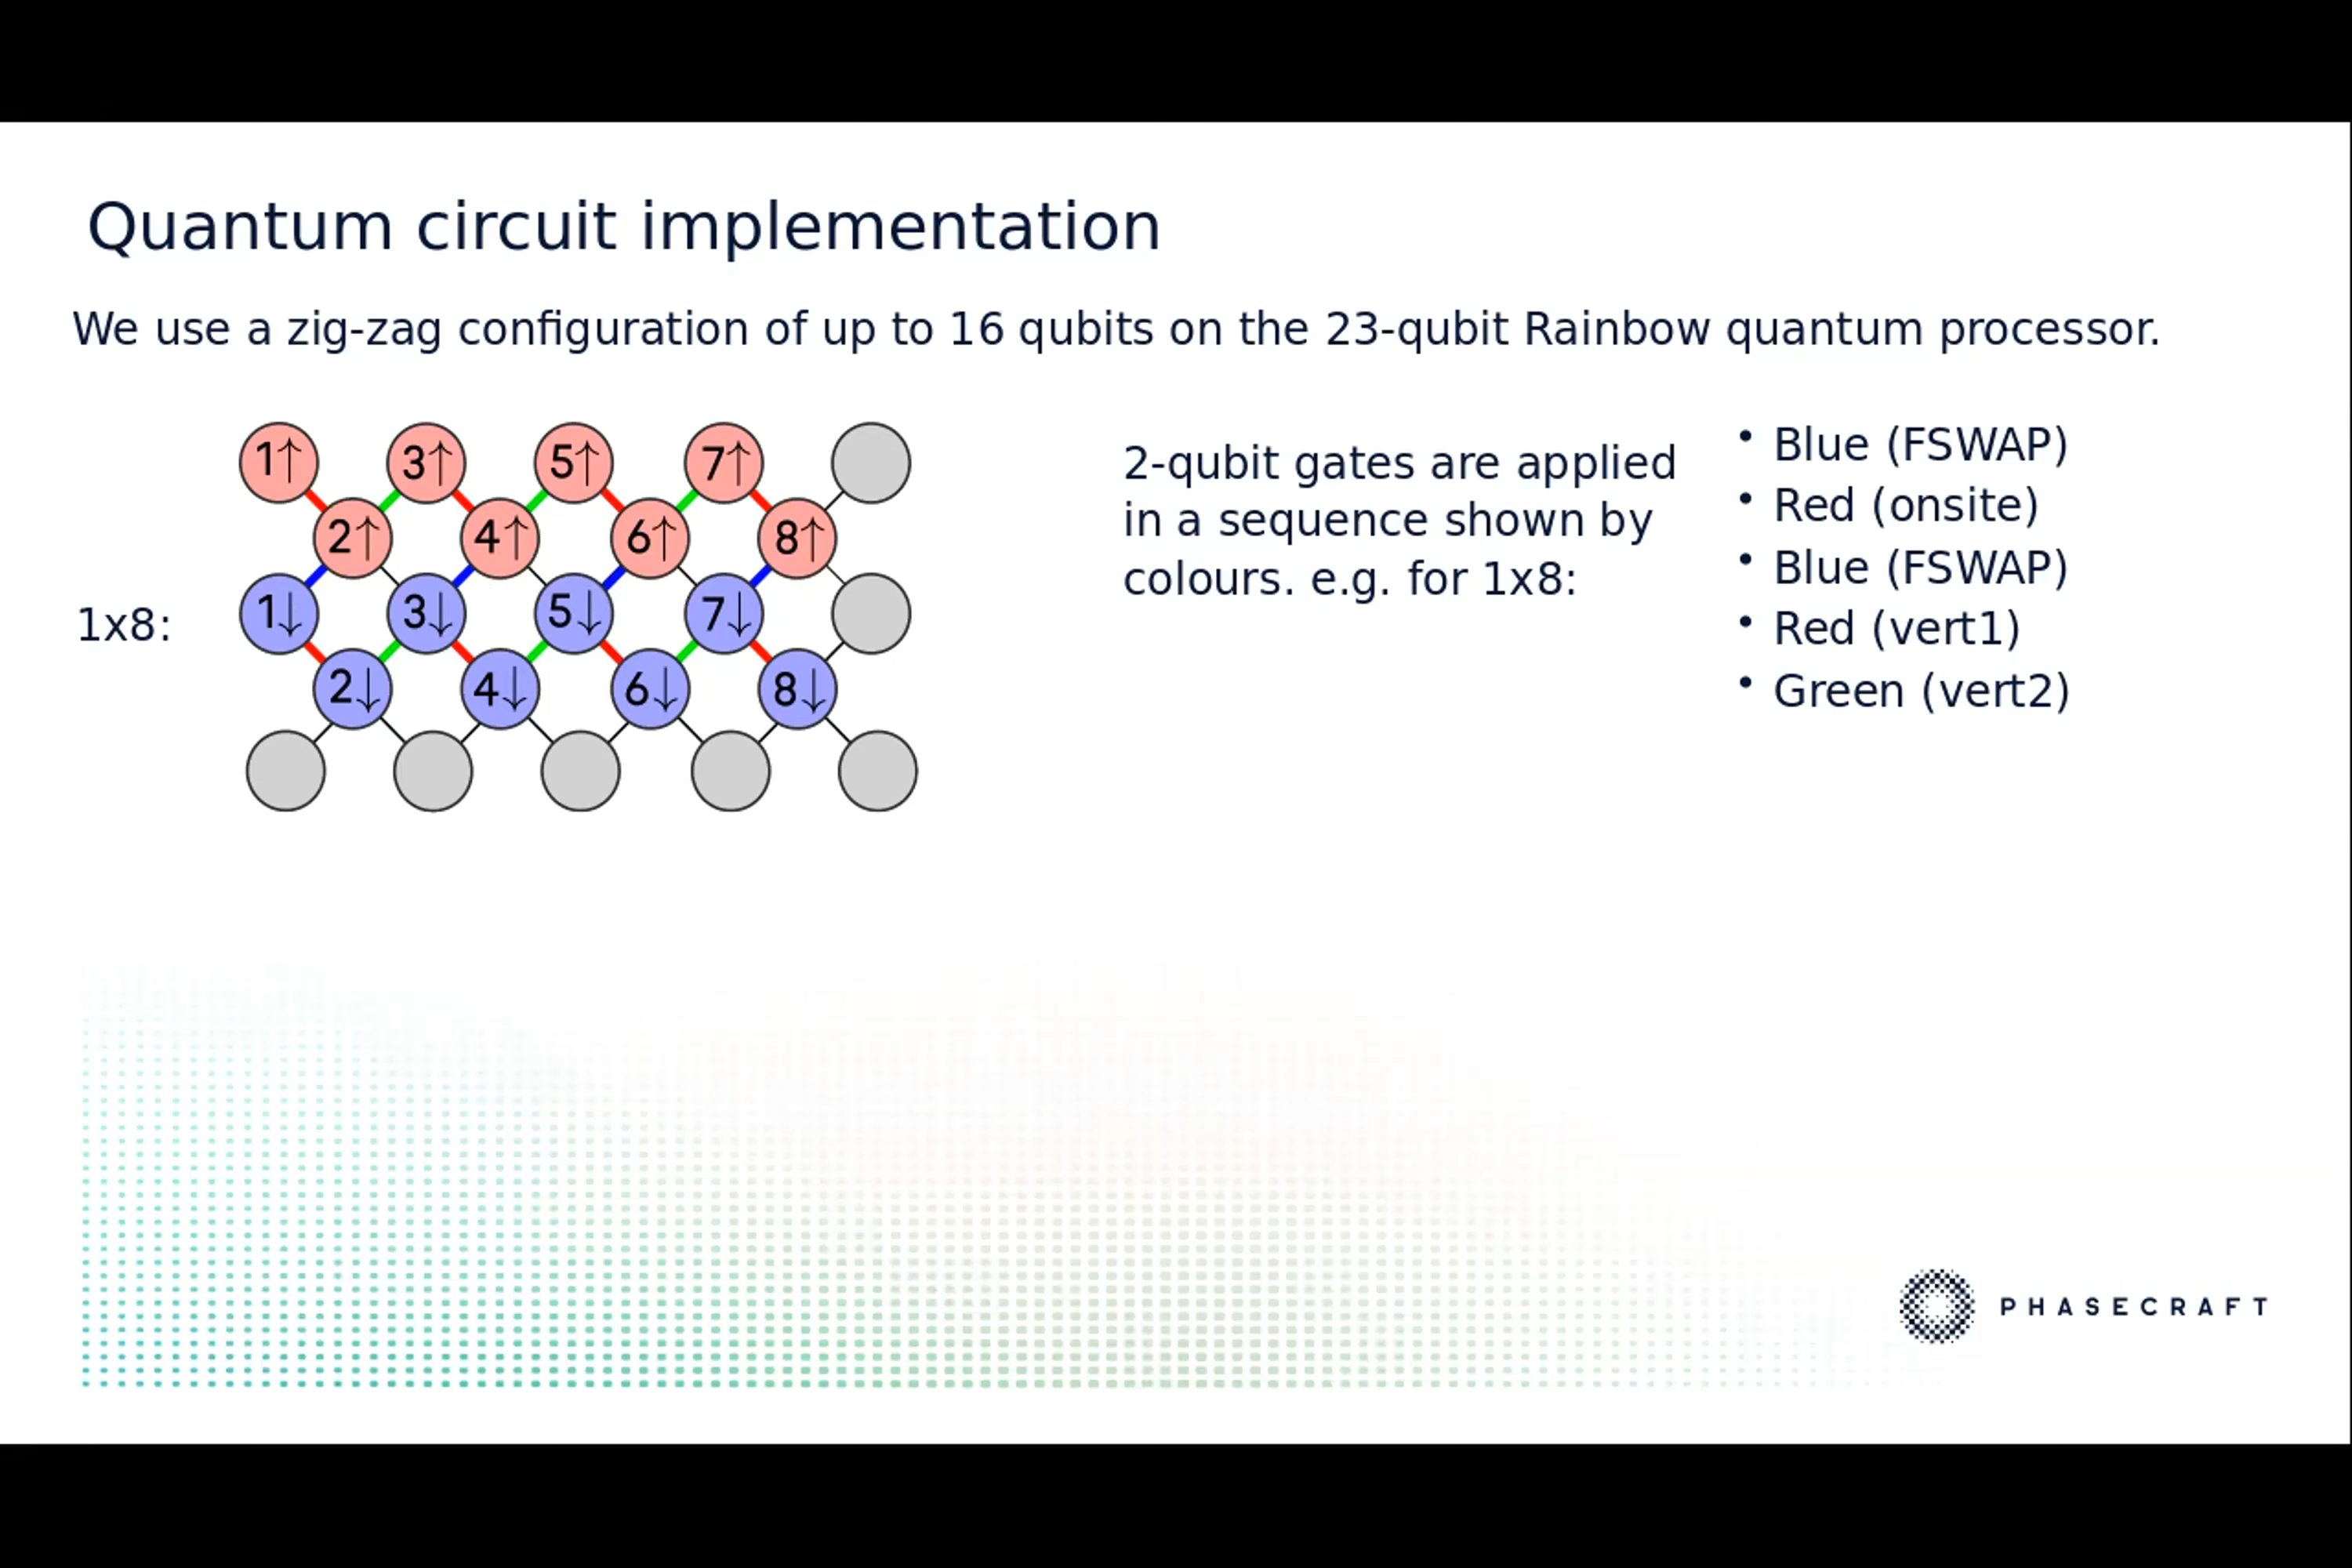 Quantum circuit implementation
We use a zig-zag configuration of up to 16 qubits on the 23-qubit Rainbow quantum processor.
1x8:
1↑ 3↑ 5↑ 7↑
2↑ 4↑ 6↑ 8↑
1↓ 3↓ 5↓ 7↓
2↓ 4↓ 6↓ 8↓
2-qubit gates are applied
in a sequence shown by
colours. e.g. for 1x8:
• Blue (FSWAP)
• Red (onsite)
• Blue (FSWAP)
• Red (vert1)
• Green (vert2)
PHASECRAFT